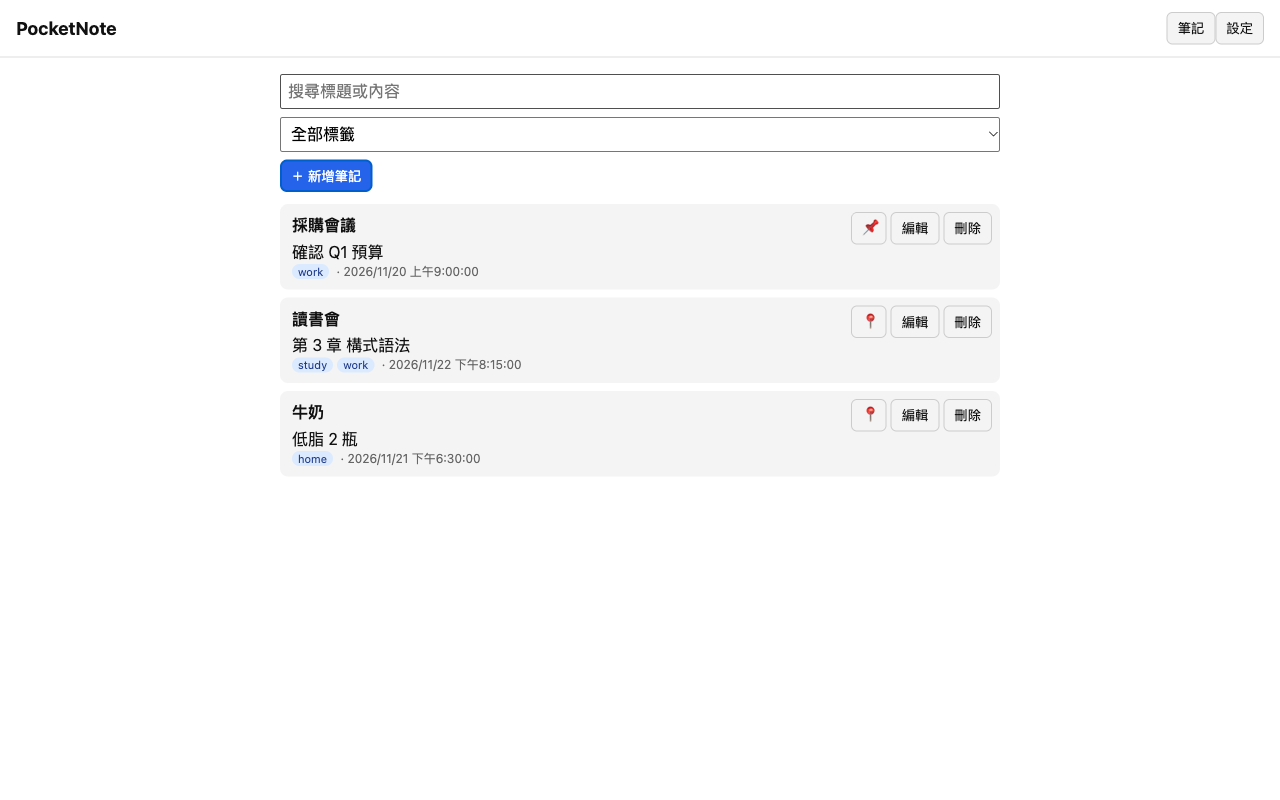 PocketNote
筆記 設定
搜尋標題或內容
全部標籤
+ 新增筆記
採購會議
編輯 刪除
確認 Q1 預算
work · 2026/11/20 上午9:00:00
讀書會
編輯 刪除
第 3 章 構式語法
study work · 2026/11/22 下午8:15:00
牛奶
編輯 刪除
低脂 2 瓶
home · 2026/11/21 下午6:30:00